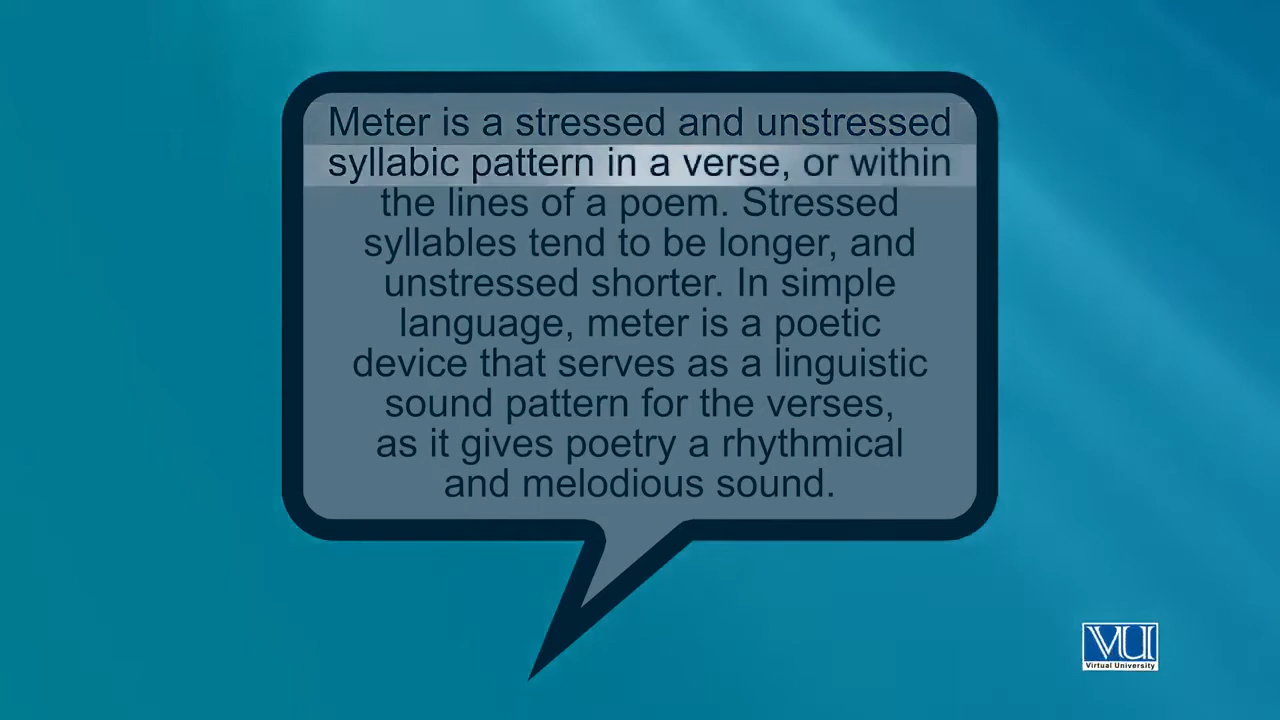 Meter is a stressed and unstressed
syllabic pattern in a verse, or within
the lines of a poem. Stressed
syllables tend to be longer, and
unstressed shorter. In simple
language, meter is a poetic
device that serves as a linguistic
sound pattern for the verses,
as it gives poetry a rhythmical
and melodious sound.
VU
Virtual University